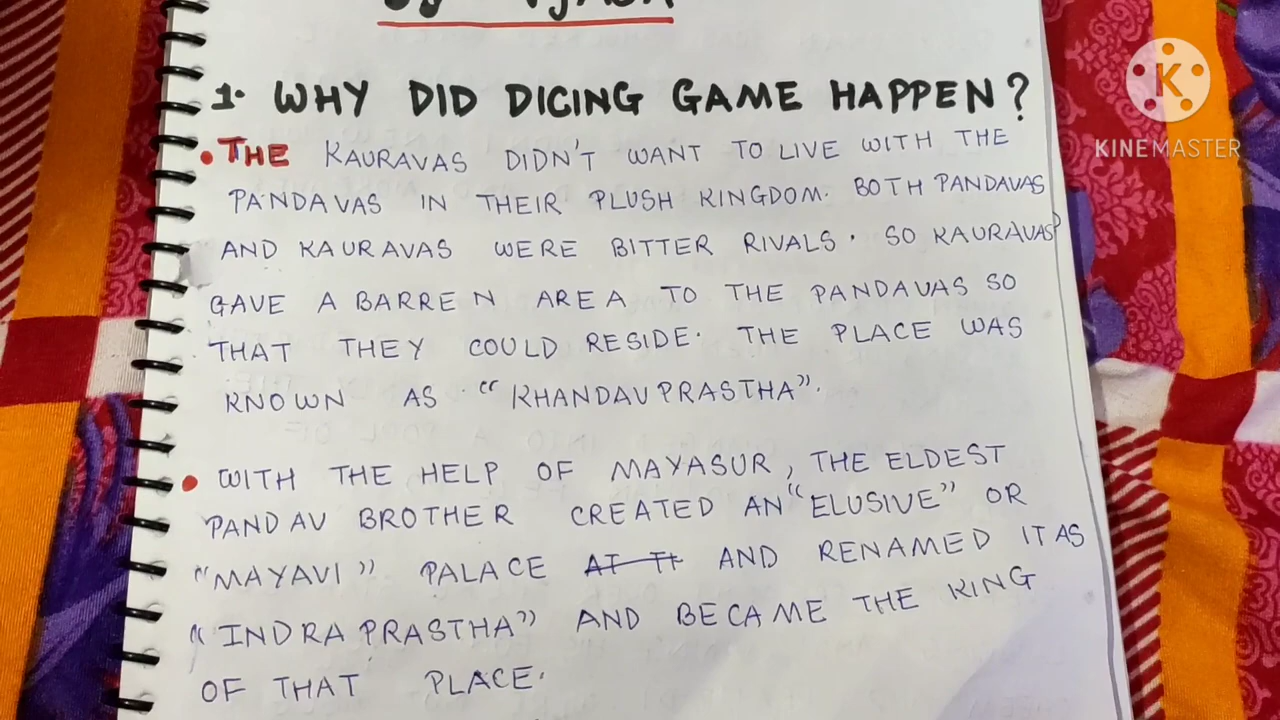 1. WHY DID DICING GAME HAPPEN?
• THE KAURAVAS DIDN'T WANT TO LIVE WITH THE
PANDAVAS IN THEIR PLUSH KINGDOM. BOTH PANDAVAS
AND KAURAVAS WERE BITTER RIVALS. SO KAURAVAS
GAVE A BARREN AREA TO THE PANDAVAS SO
THAT THEY COULD RESIDE. THE PLACE WAS
KNOWN AS "KHANDAVPRASTHA".
• WITH THE HELP OF MAYASUR, THE ELDEST
PANDAV BROTHER CREATED AN "ELUSIVE" OR
"MAYAVI" PALACE AND RENAMED IT AS
"INDRAPRASTHA" AND BECAME THE KING
OF THAT PLACE.
K
KINEMASTER